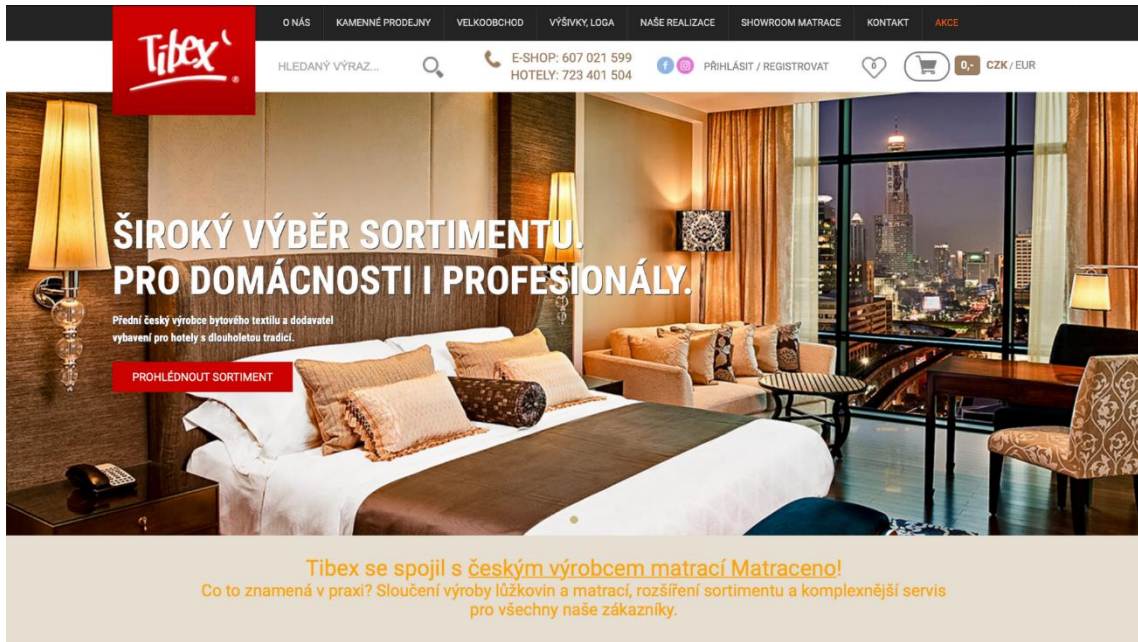 O NÁS KAMENNÉ PRODEJNY VELKOOBCHOD VÝŠIVKY, LOGA NAŠE REALIZACE SHOWROOM MATRACE KONTAKT AKCE
Tibex
HLEDANÝ VÝRAZ...
E-SHOP: 607 021 599
HOTELY: 723 401 504
PŘIHLÁSIT / REGISTROVAT
0
0,- CZK / EUR
ŠIROKÝ VÝBĚR SORTIMENTU.
PRO DOMÁCNOSTI I PROFESIONÁLY.
Přední český výrobce bytového textilu a dodavatel
vybavení pro hotely s dlouholetou tradicí.
PROHLÉDNOUT SORTIMENT
Tibex se spojil s českým výrobcem matrací Matraceno!
Co to znamená v praxi? Sloučení výroby lůžkovin a matrací, rozšíření sortimentu a komplexnější servis
pro všechny naše zákazníky.